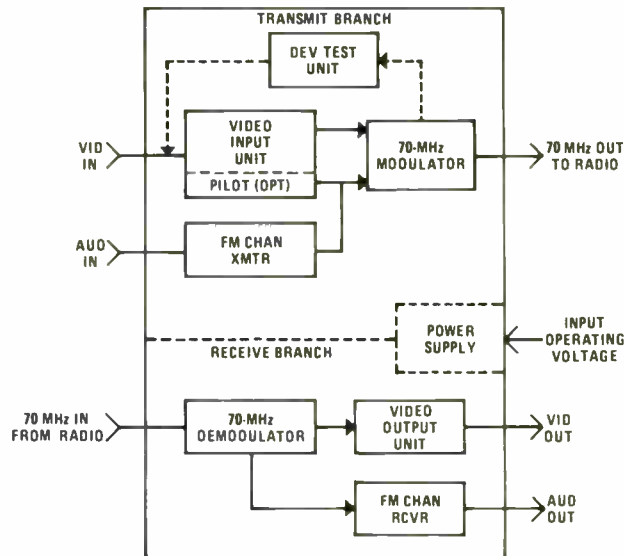 TRANSMIT BRANCH
DEV TEST
UNIT
VID
IN
VIDEO
INPUT
UNIT
PILOT (OPT)
70-MHz
MODULATOR
70 MHz OUT
TO RADIO
AUD
IN
FM CHAN
XMTR
RECEIVE BRANCH
POWER
SUPPLY
INPUT
OPERATING
VOLTAGE
70 MHz IN
FROM RADIO
70-MHz
DEMODULATOR
VIDEO
OUTPUT
UNIT
VID
OUT
FM CHAN
RCVR
AUD
OUT